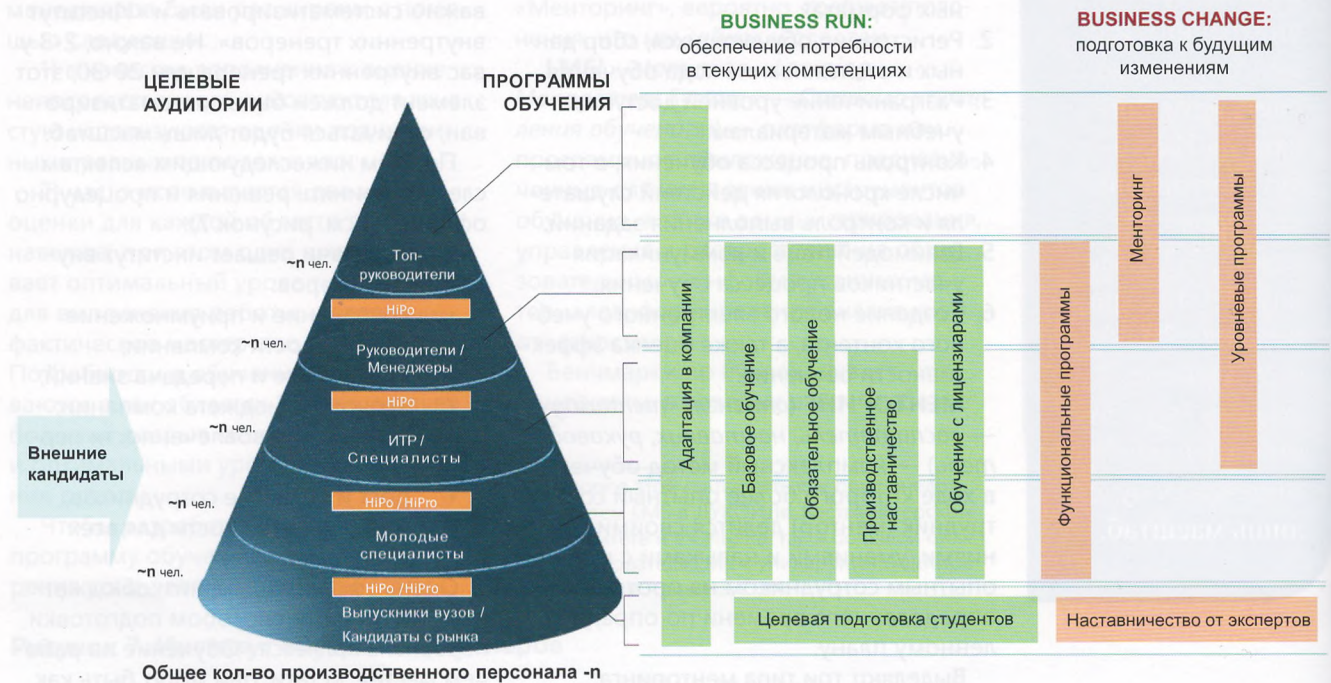 BUSINESS RUN:
обеспечение потребности
в текущих компетенциях
BUSINESS CHANGE:
подготовка к будущим
изменениям
ЦЕЛЕВЫЕ
АУДИТОРИИ
ПРОГРАММЫ
ОБУЧЕНИЯ
~n чел.
Топ-
руководители
HiPo
~n чел.
Руководители /
Менеджеры
HiPo
~n чел.
ИТР /
Специалисты
Внешние
кандидаты
HiPo /HiPro
~n чел.
Молодые
специалисты
~n чел.
HiPo /HiPro
Выпускники вузов /
Кандидаты с рынка
Общее кол-во производственного персонала -n
Адаптация в компании
Базовое обучение
Обязательное обучение
Производственное
наставничество
Обучение с лицензиарами
Функциональные программы
Менторинг
Уровневые программы
Целевая подготовка студентов
Наставничество от экспертов